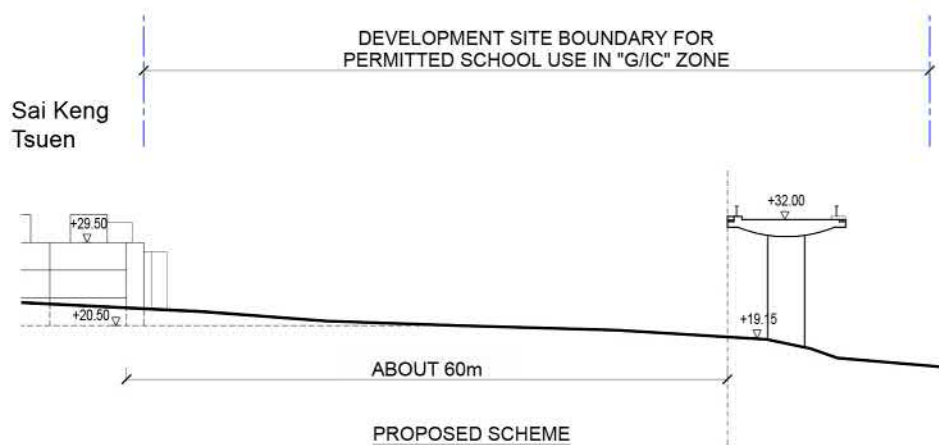 DEVELOPMENT SITE BOUNDARY FOR
PERMITTED SCHOOL USE IN "G/IC" ZONE
Sai Keng
Tsuen
+29.50
+32.00
+20.50
+19.15
ABOUT 60m
PROPOSED SCHEME